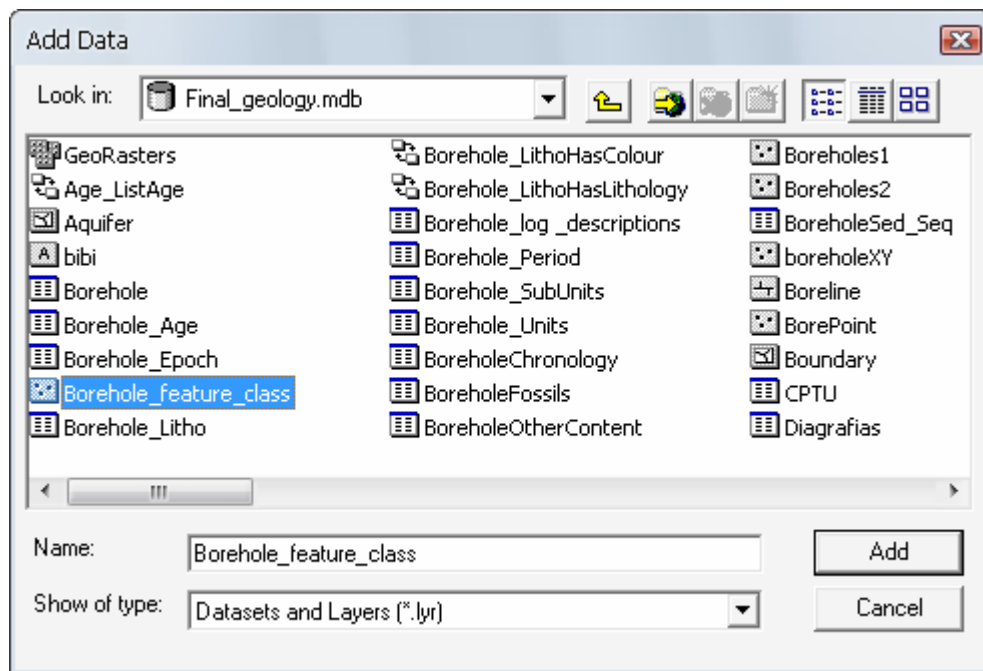 Add Data
Look in: Final_geology.mdb
GeoRasters
Age_ListAge
Aquifer
A bibi
Borehole
Borehole_Age
Borehole_Epoch
Borehole_feature_class
Borehole_Litho
Borehole_LithoHasColour
Borehole_LithoHasLithology
Borehole_log _descriptions
Borehole_Period
Borehole_SubUnits
Borehole_Units
BoreholeChronology
BoreholeFossils
BoreholeOtherContent
Boreholes1
Boreholes2
BoreholeSed_Seq
boreholeXY
Boreline
BorePoint
Boundary
CPTU
Diagrafias
Name: Borehole_feature_class
Add
Show of type: Datasets and Layers (*.lyr)
Cancel